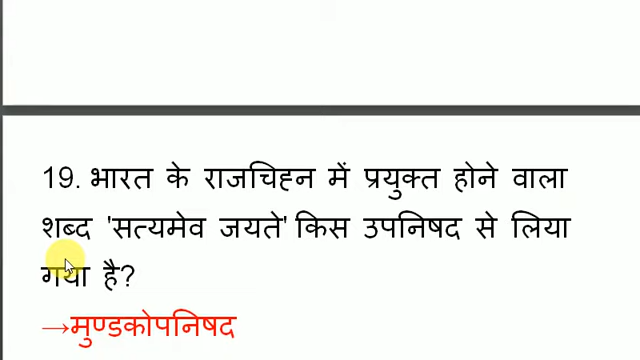 19. भारत के राजचिह्न में प्रयुक्त होने वाला
शब्द 'सत्यमेव जयते' किस उपनिषद से लिया
गया है?
→मुण्डकोपनिषद